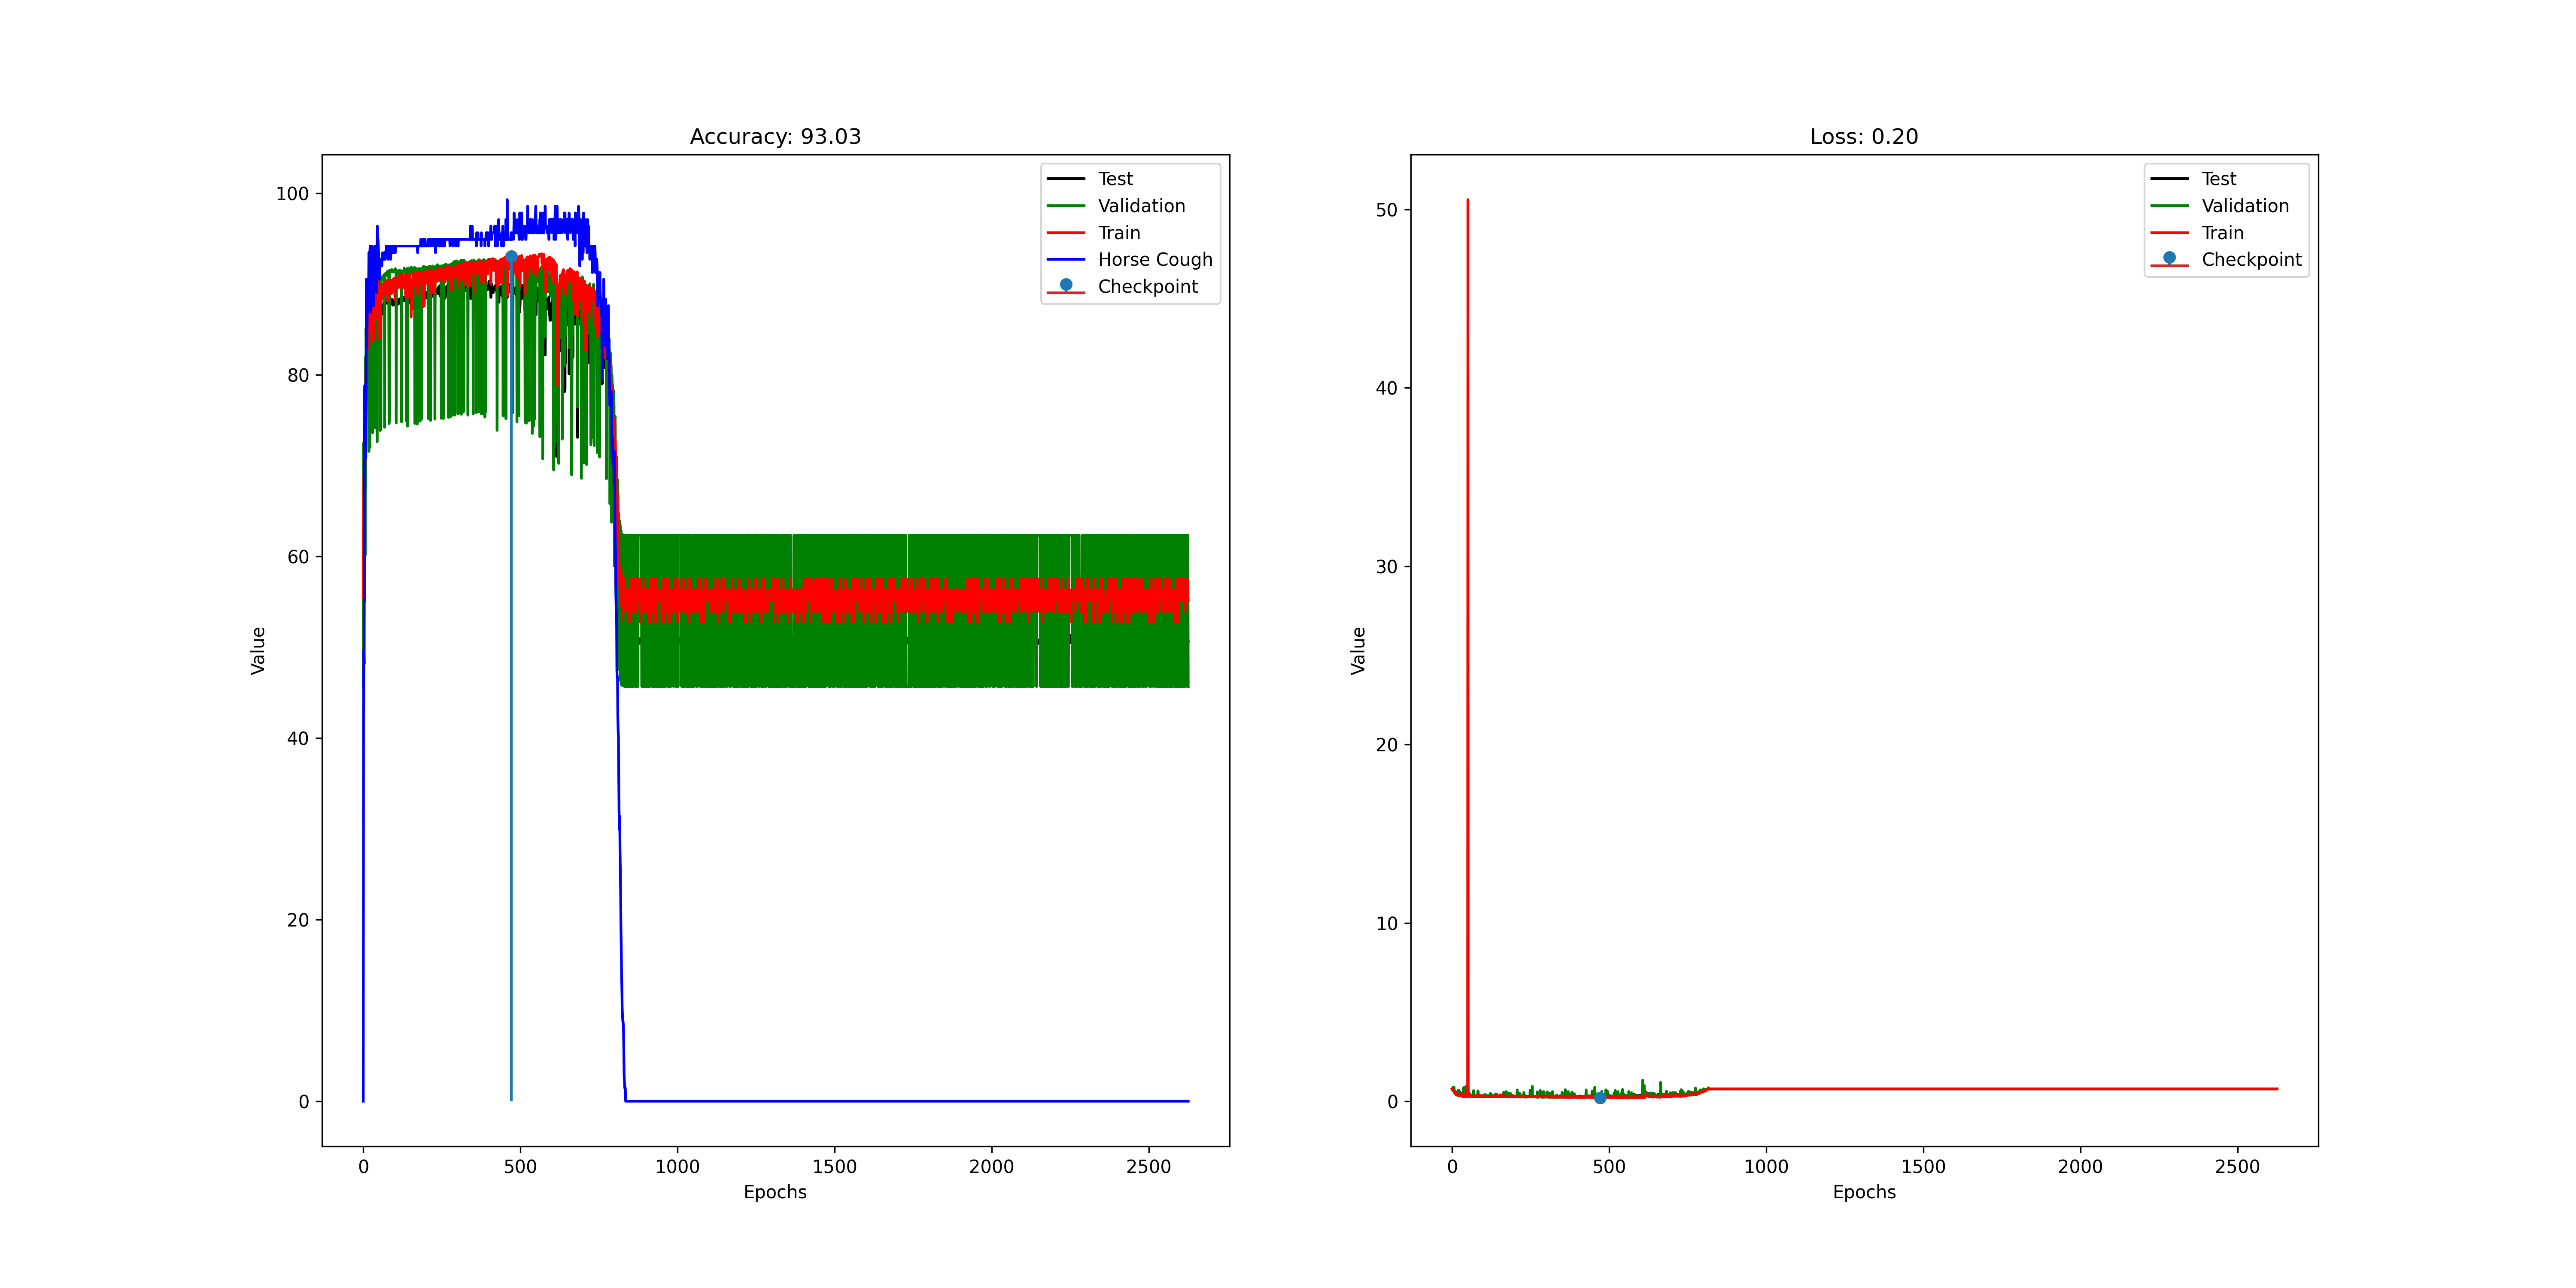 Accuracy: 93.03
100
80
60
40
20
0
Value
0 500 1000 1500 2000 2500
Epochs
Test
Validation
Train
Horse Cough
Checkpoint
Loss: 0.20
50
40
30
20
10
0
Value
0 500 1000 1500 2000 2500
Epochs
Test
Validation
Train
Checkpoint